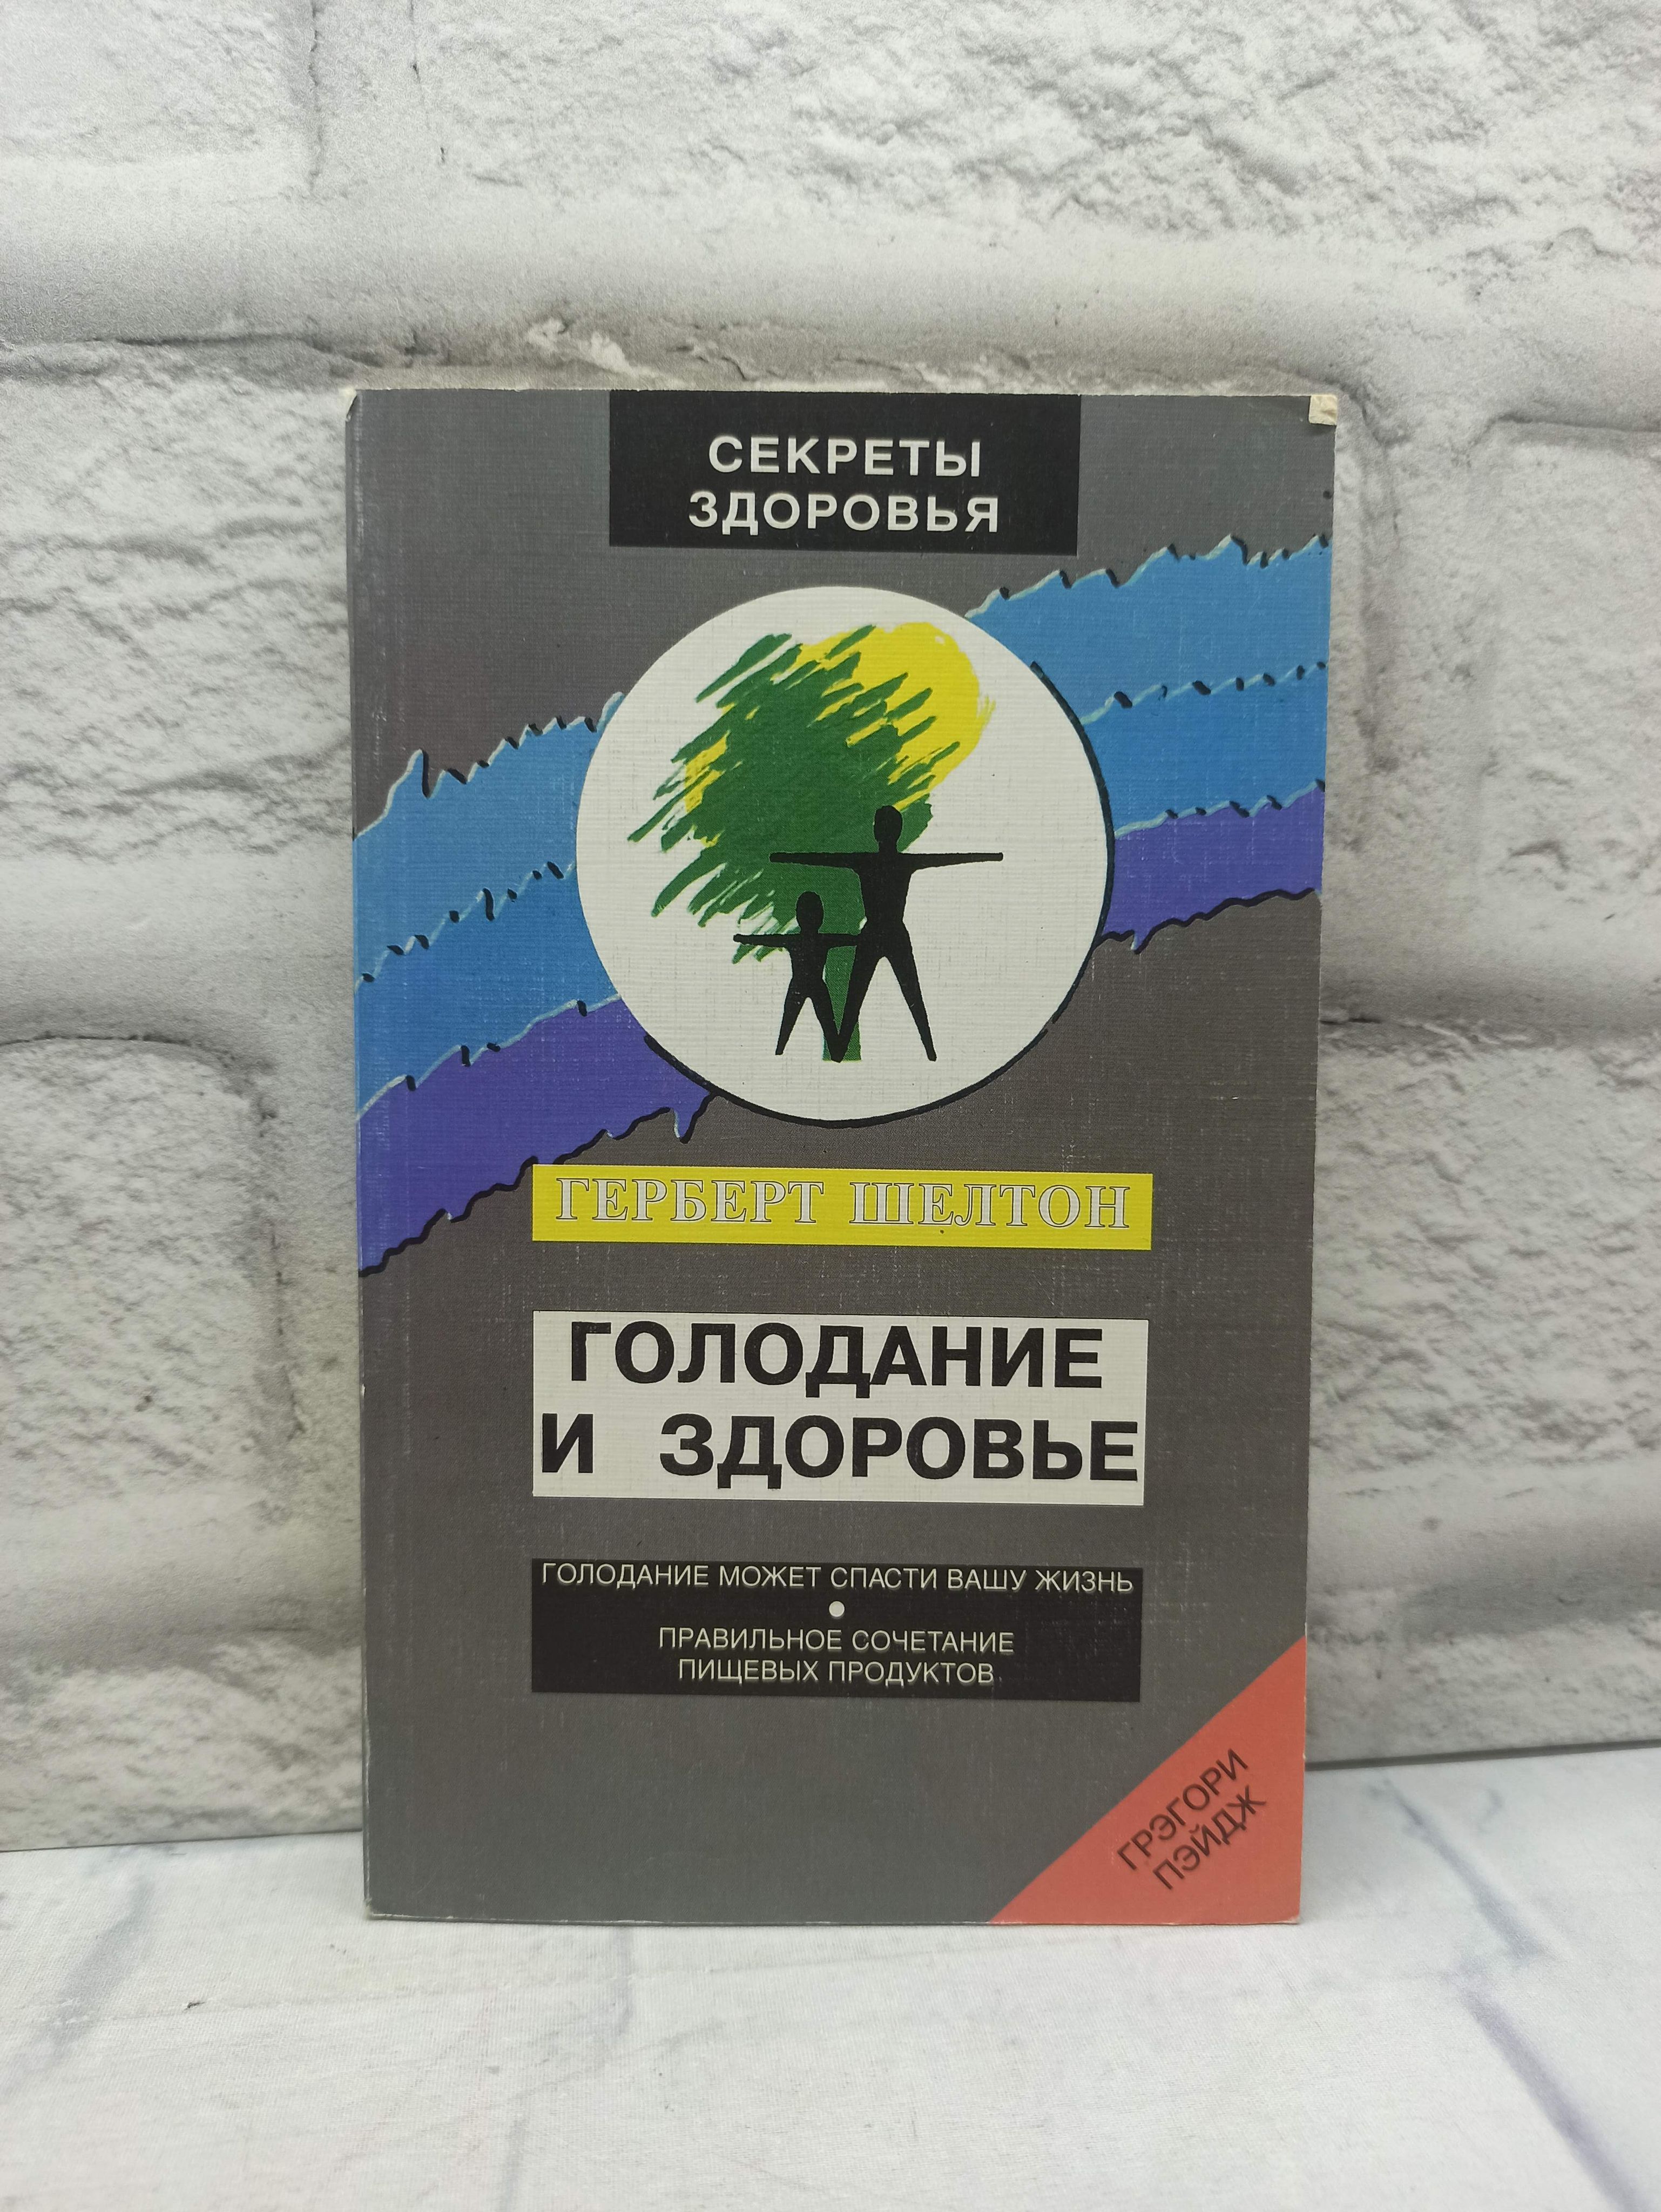 СЕКРЕТЫ
ЗДОРОВЬЯ
ГЕРБЕРТ ШЕЛТОН
ГОЛОДАНИЕ
И ЗДОРОВЬЕ
ГОЛОДАНИЕ МОЖЕТ СПАСТИ ВАШУ ЖИЗНЬ
ПРАВИЛЬНОЕ СОЧЕТАНИЕ
ПИЩЕВЫХ ПРОДУКТОВ
ГРЭГОРИ
ПЭЙДЖ